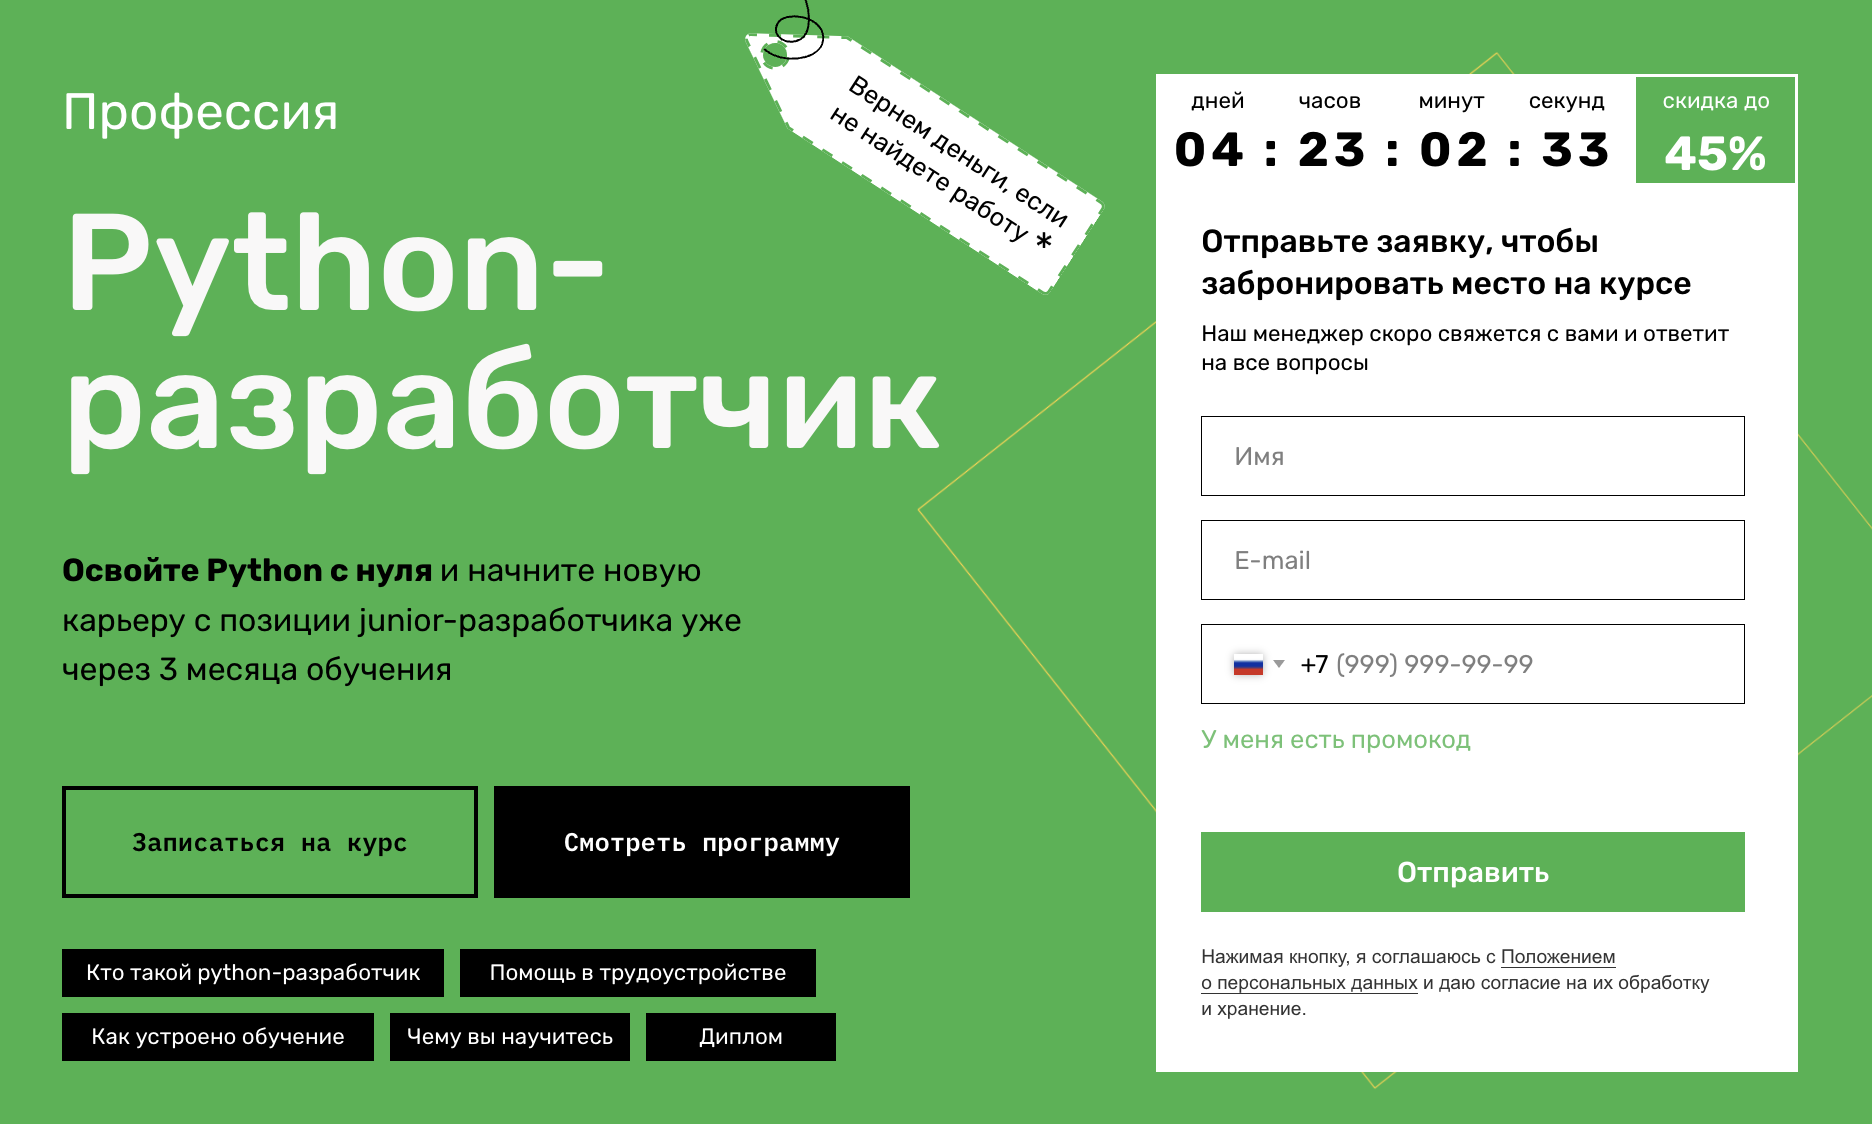 Профессия
Python-
разработчик
Вернем деньги, если
не найдете работу *
Освойте Python с нуля и начните новую
карьеру с позиции junior-разработчика уже
через 3 месяца обучения
Записаться на курс
Смотреть программу
Кто такой python-разработчик
Помощь в трудоустройстве
Как устроено обучение
Чему вы научитесь
Диплом
дней часов минут секунд
04 : 23 : 02 : 33
скидка до
45%
Отправьте заявку, чтобы
забронировать место на курсе
Наш менеджер скоро свяжется с вами и ответит
на все вопросы
Имя
E-mail
+7 (999) 999-99-99
У меня есть промокод
Отправить
Нажимая кнопку, я соглашаюсь с Положением
о персональных данных и даю согласие на их обработку
и хранение.